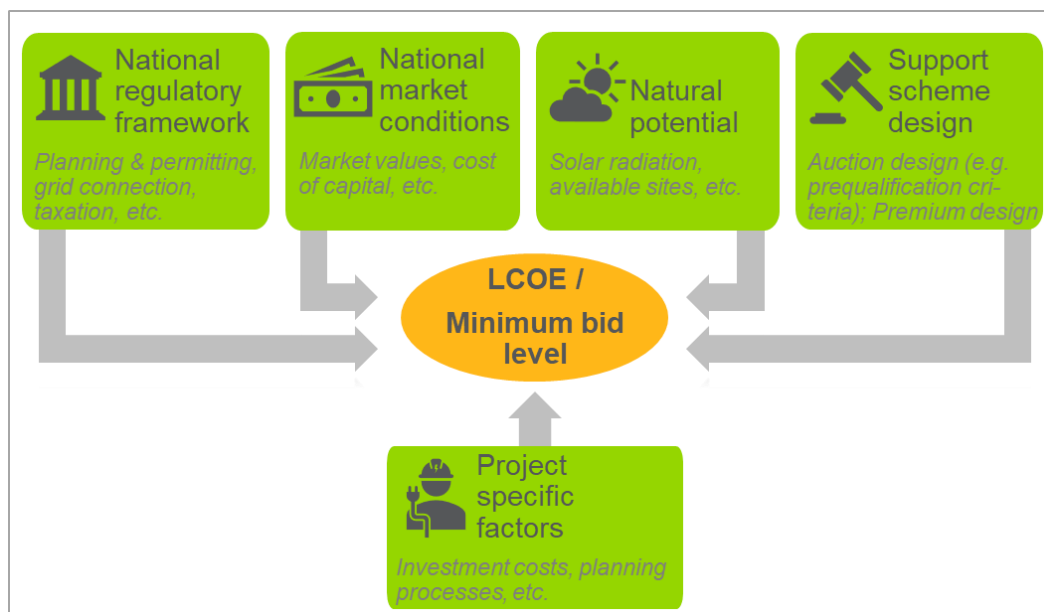 National
regulatory
framework
Planning & permitting,
grid connection,
taxation, etc.
National
market
conditions
Market values, cost
of capital, etc.
Natural
potential
Solar radiation,
available sites, etc.
Support
scheme
design
Auction design (e.g.
prequalification cri-
teria); Premium design
LCOE /
Minimum bid
level
Project
specific
factors
Investment costs, planning
processes, etc.